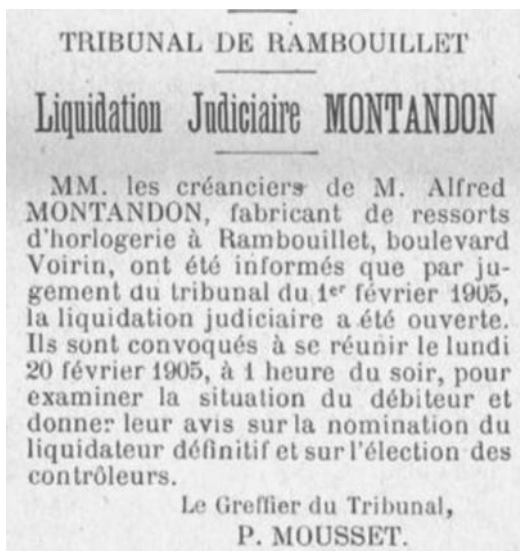 TRIBUNAL DE RAMBOUILLET
Liquidation Judiciaire MONTANDON
MM. les créanciers de M. Alfred
MONTANDON, fabricant de ressorts
d'horlogerie à Rambouillet, boulevard
Voirin, ont été informés que par ju-
gement du tribunal du 1er février 1905,
la liquidation judiciaire a été ouverte.
Ils sont convoqués à se réunir le lundi
20 février 1905, à 1 heure du soir, pour
examiner la situation du débiteur et
donner leur avis sur la nomination du
liquidateur définitif et sur l'élection des
contrôleurs.
Le Greffier du Tribunal,
P. MOUSSET.